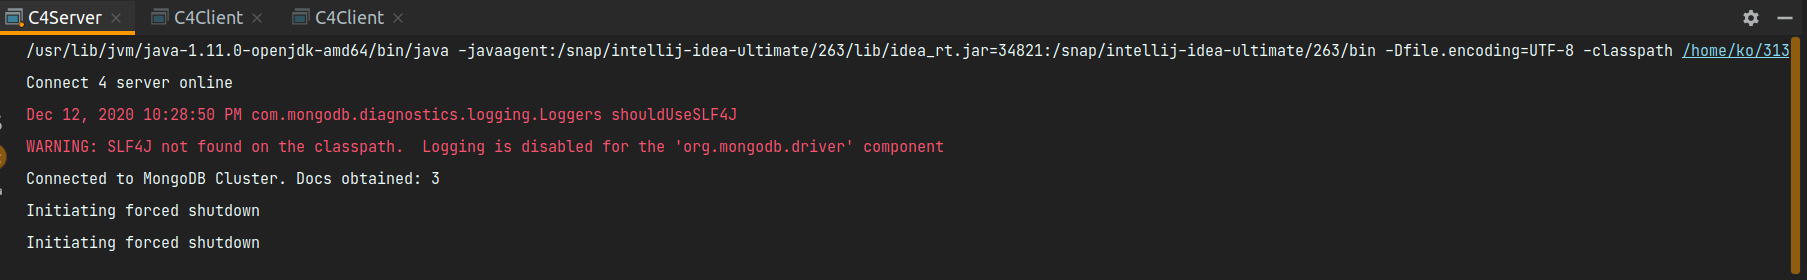 C4Server × C4Client × C4Client ×
/usr/lib/jvm/java-1.11.0-openjdk-amd64/bin/java -javaagent:/snap/intellij-idea-ultimate/263/lib/idea_rt.jar=34821:/snap/intellij-idea-ultimate/263/bin -Dfile.encoding=UTF-8 -classpath /home/ko/313
Connect 4 server online
Dec 12, 2020 10:28:50 PM com.mongodb.diagnostics.logging.Loggers shouldUseSLF4J
WARNING: SLF4J not found on the classpath.  Logging is disabled for the 'org.mongodb.driver' component
Connected to MongoDB Cluster. Docs obtained: 3
Initiating forced shutdown
Initiating forced shutdown